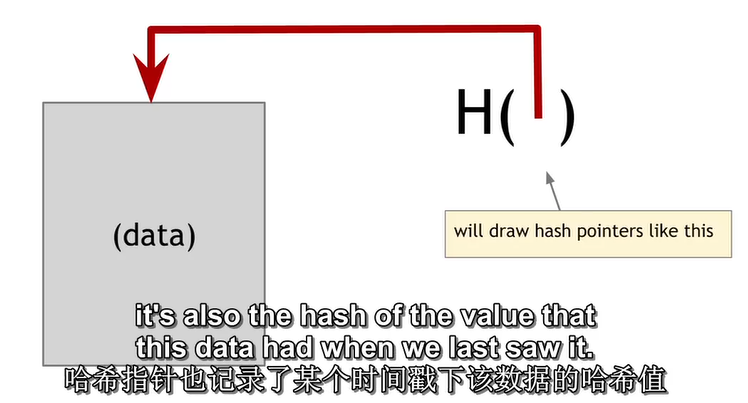 H( )
(data)
will draw hash pointers like this
it's also the hash of the value that
this data had when we last saw it.
哈希指针也记录了某个时间戳下该数据的哈希值